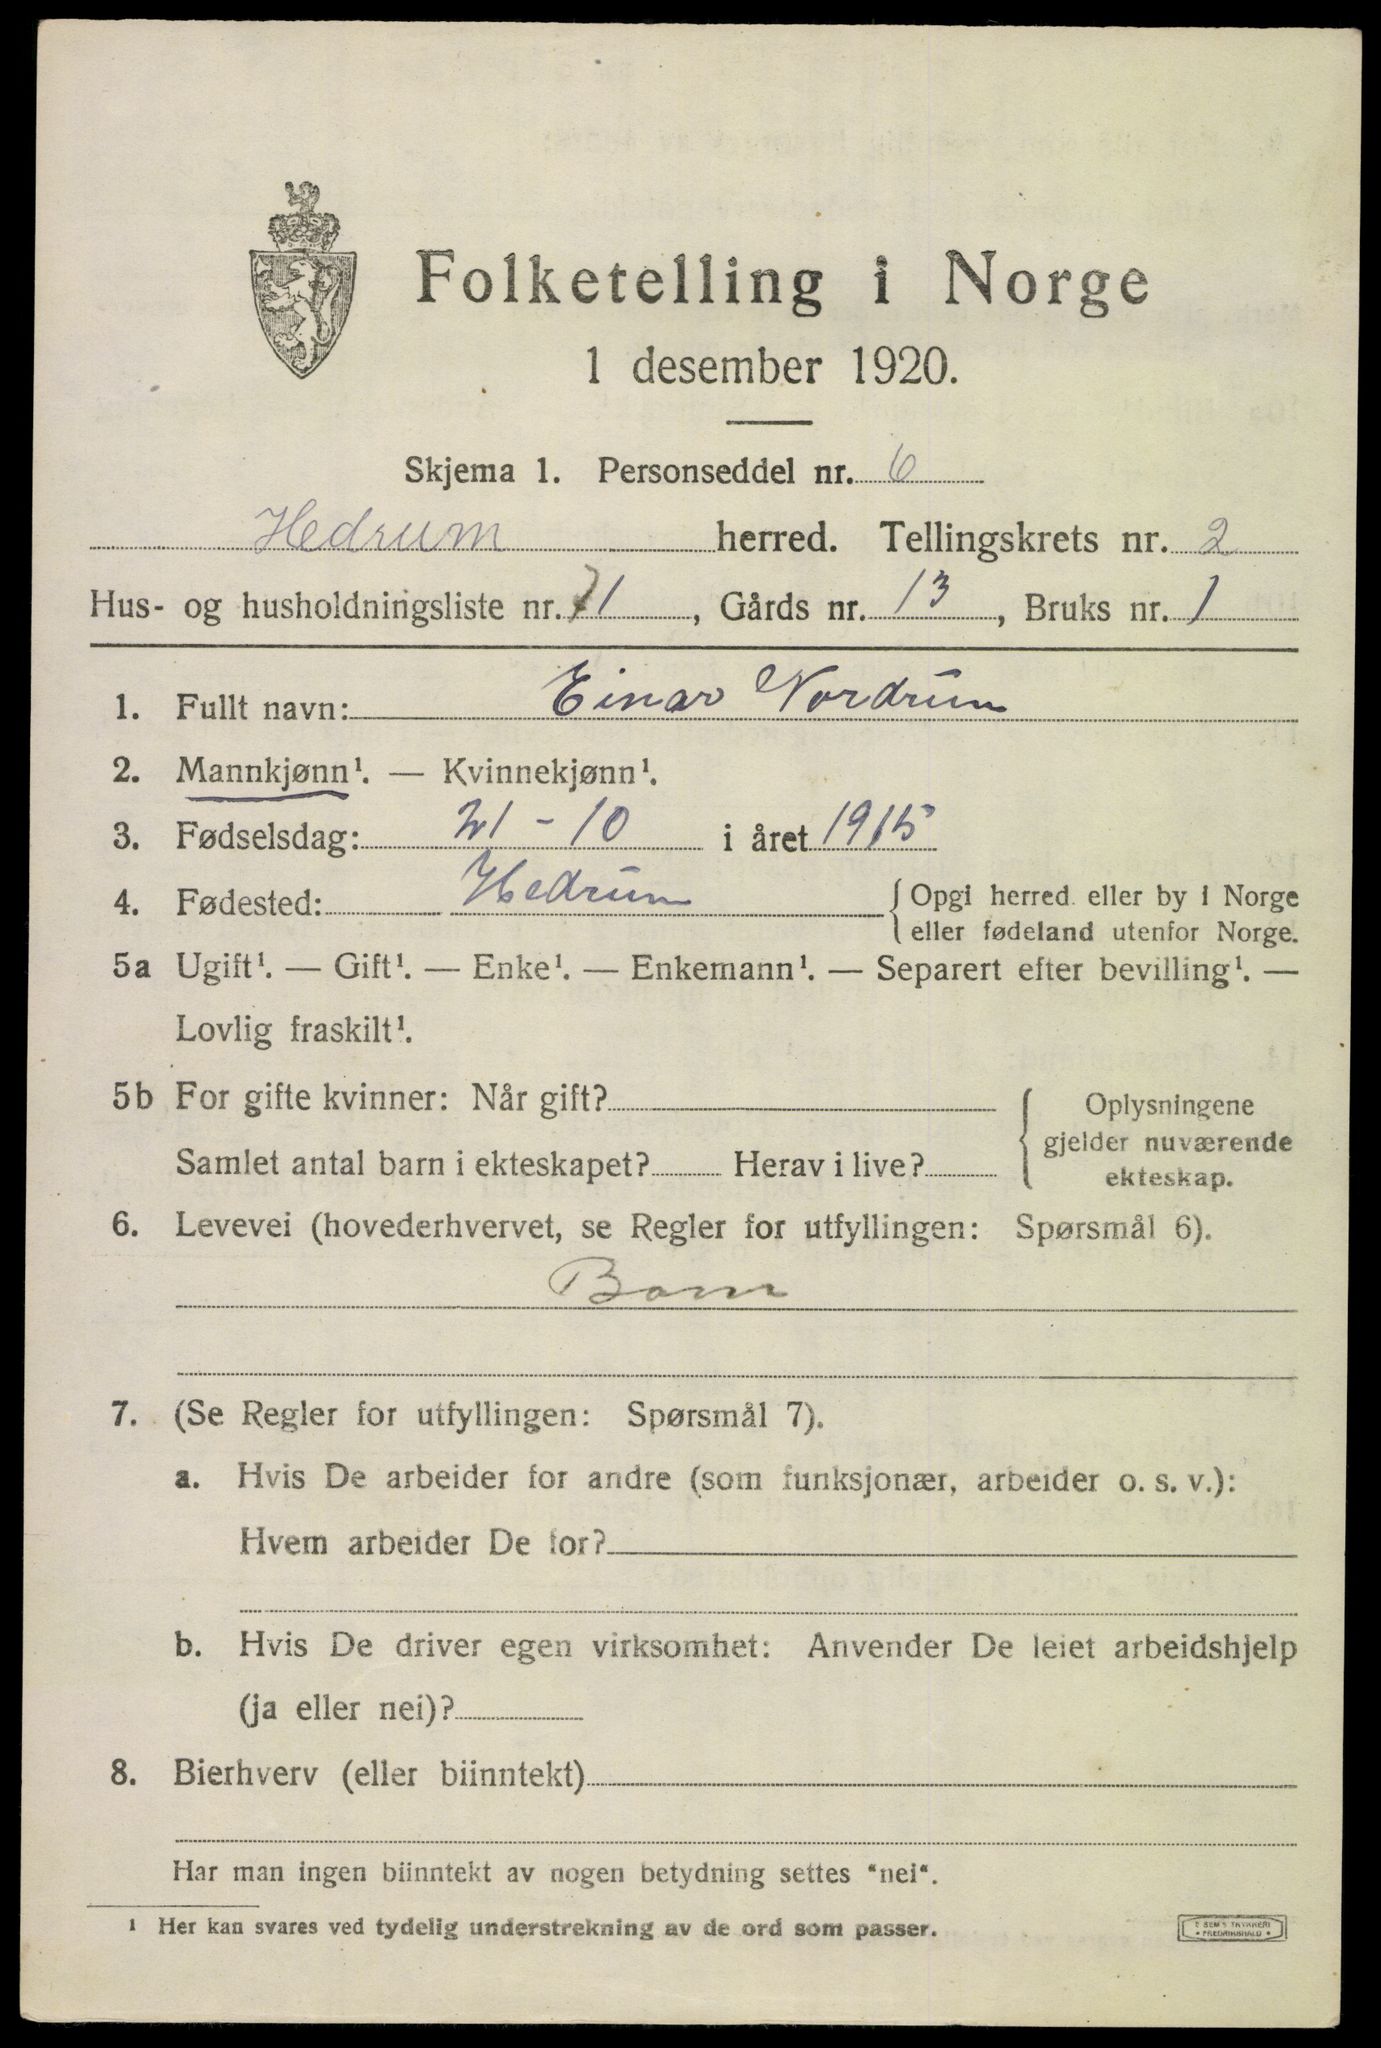 Folketelling i Norge
1 desember 1920.
Skjema 1. Personseddel nr. 6
Hedrum herred. Tellingskrets nr. 2
Hus- og husholdningsliste nr. 71, Gårds nr. 13, Bruks nr. 1
1. Fullt navn: Einar Nordrum
2. Mannkjønn¹. — Kvinnekjønn¹.
3. Fødselsdag: 21 - 10 i året 1915
4. Fødested: Hedrum { Opgi herred eller by i Norge
eller fødeland utenfor Norge.
5a Ugift¹. — Gift¹. — Enke¹. — Enkemann¹. — Separert efter bevilling¹. —
Lovlig fraskilt¹.
5b For gifte kvinner: Når gift?
Samlet antal barn i ekteskapet? Herav i live?
{ Oplysningene
gjelder nuværende
ekteskap.
6. Levevei (hovederhvervet, se Regler for utfyllingen: Spørsmål 6).
Barn
7. (Se Regler for utfyllingen: Spørsmål 7).
a. Hvis De arbeider for andre (som funksjonær, arbeider o. s. v.):
Hvem arbeider De for?
b. Hvis De driver egen virksomhet: Anvender De leiet arbeidshjelp
(ja eller nei)?
8. Bierhverv (eller biinntekt)
Har man ingen biinntekt av nogen betydning settes "nei".
¹ Her kan svares ved tydelig understrekning av de ord som passer.
SEM'S TRYKKERI
• FREDRIKSHALD •